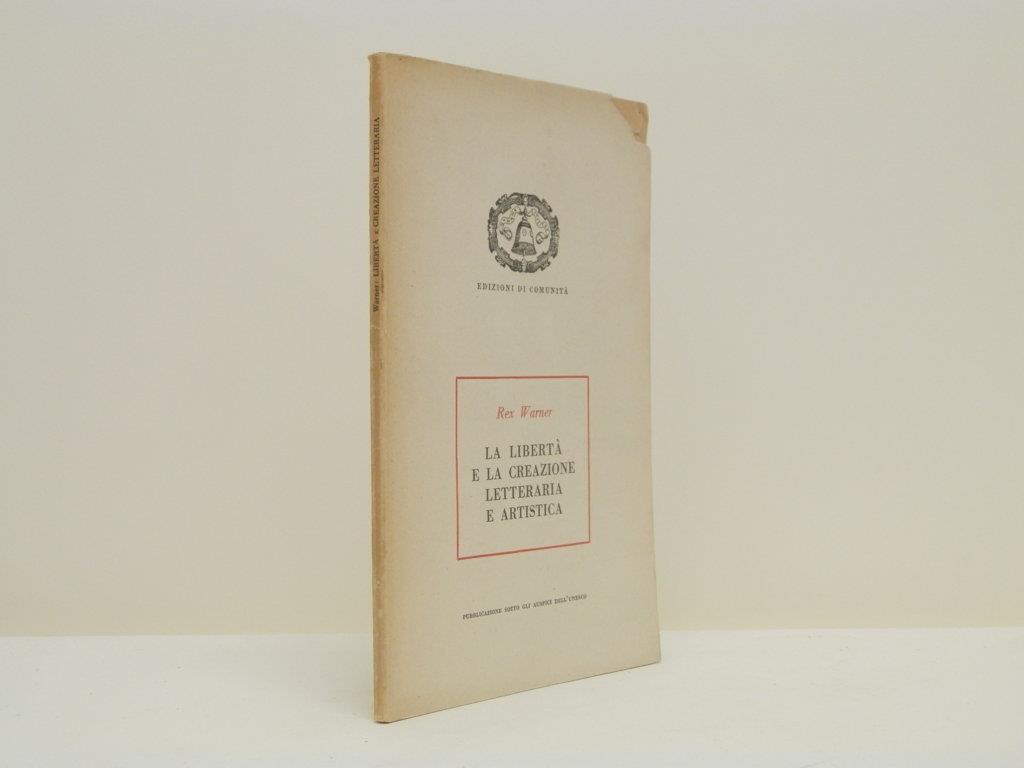 Warner: LIBERTÀ E CREAZIONE LETTERARIA
EDIZIONI DI COMUNITÀ
Rex Warner
LA LIBERTÀ
E LA CREAZIONE
LETTERARIA
E ARTISTICA
PUBBLICAZIONE SOTTO GLI AUSPICI DELL'UNESCO